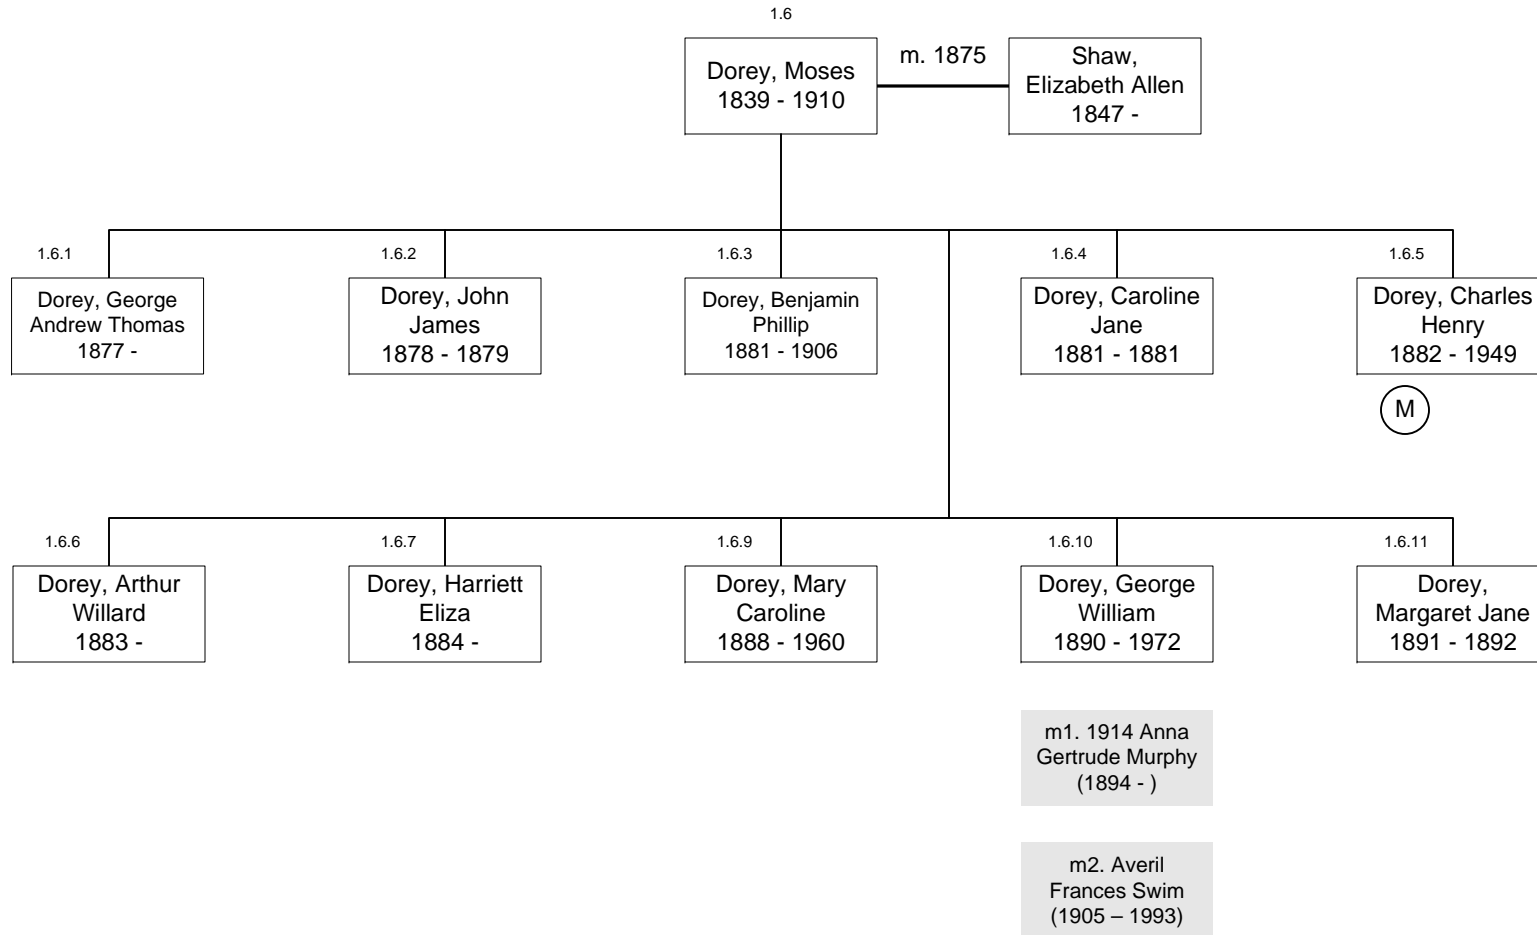 1.6
Dorey, Moses
1839 - 1910
m. 1875
Shaw,
Elizabeth Allen
1847 -
1.6.1
Dorey, George
Andrew Thomas
1877 -
1.6.2
Dorey, John
James
1878 - 1879
1.6.3
Dorey, Benjamin
Phillip
1881 - 1906
1.6.4
Dorey, Caroline
Jane
1881 - 1881
1.6.5
Dorey, Charles
Henry
1882 - 1949
M
1.6.6
Dorey, Arthur
Willard
1883 -
1.6.7
Dorey, Harriett
Eliza
1884 -
1.6.9
Dorey, Mary
Caroline
1888 - 1960
1.6.10
Dorey, George
William
1890 - 1972
m1. 1914 Anna
Gertrude Murphy
(1894 - )
m2. Averil
Frances Swim
(1905 – 1993)
1.6.11
Dorey,
Margaret Jane
1891 - 1892